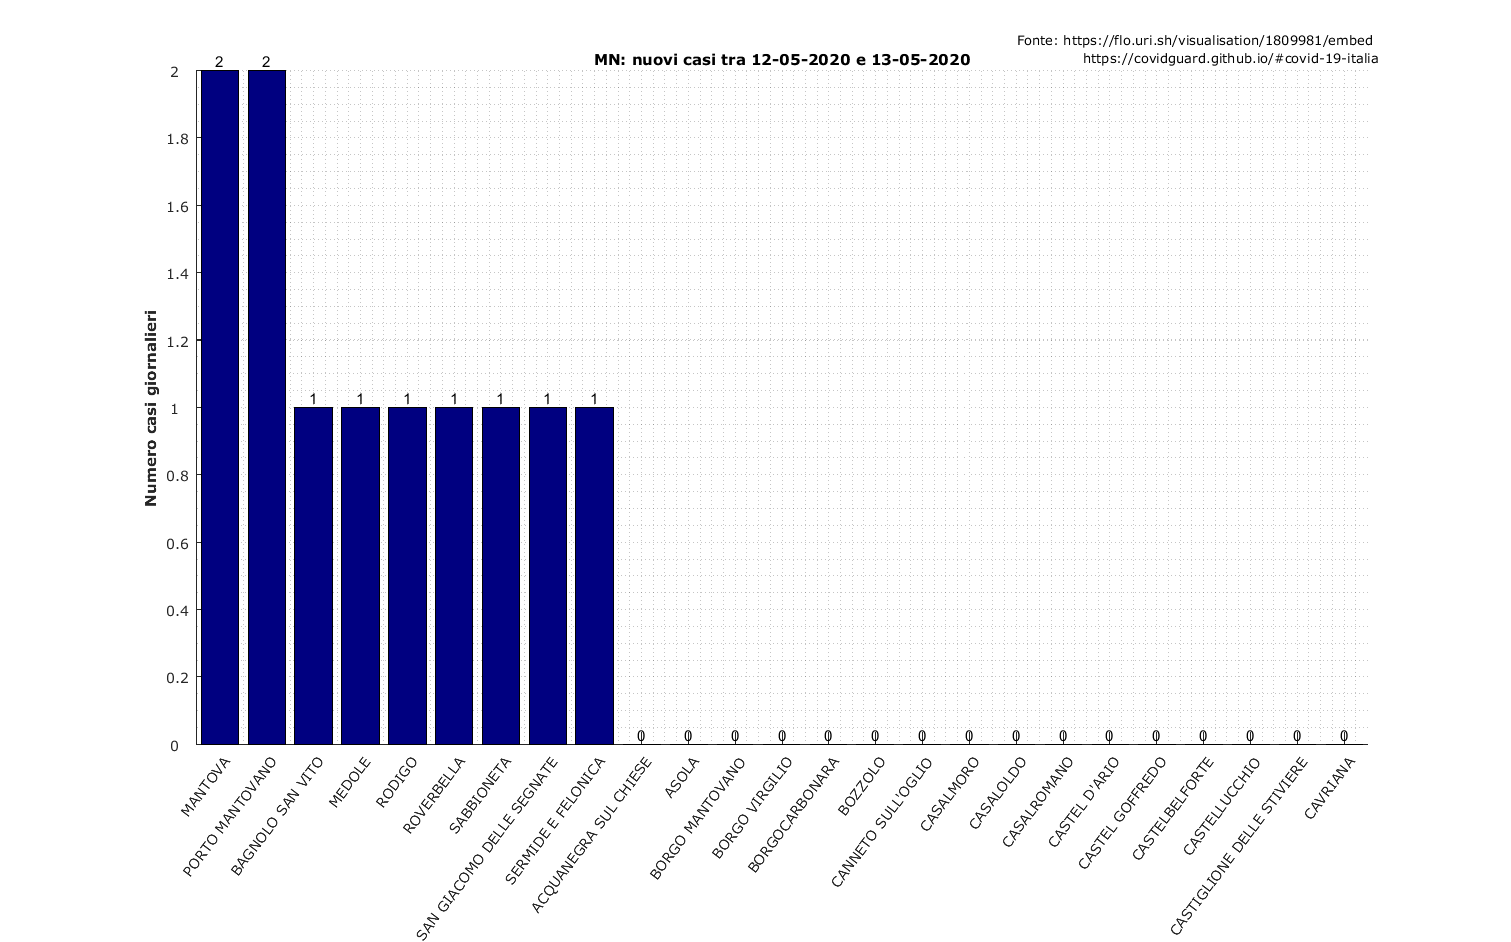 Fonte: https://flo.uri.sh/visualisation/1809981/embed
MN: nuovi casi tra 12-05-2020 e 13-05-2020
https://covidguard.github.io/#covid-19-italia
Numero casi giornalieri
2
1.8
1.6
1.4
1.2
1
0.8
0.6
0.4
0.2
0
2 2 1 1 1 1 1 1 1 0 0 0 0 0 0 0 0 0 0 0 0 0 0 0 0
MANTOVA
PORTO MANTOVANO
BAGNOLO SAN VITO
MEDOLE
RODIGO
ROVERBELLA
SABBIONETA
SAN GIACOMO DELLE SEGNATE
SERMIDE E FELONICA
ACQUANEGRA SUL CHIESE
ASOLA
BORGO MANTOVANO
BORGO VIRGILIO
BORGOCARBONARA
BOZZOLO
CANNETO SULL'OGLIO
CASALMORO
CASALOLDO
CASALROMANO
CASTEL D'ARIO
CASTEL GOFFREDO
CASTELBELFORTE
CASTELLUCCHIO
CASTIGLIONE DELLE STIVIERE
CAVRIANA